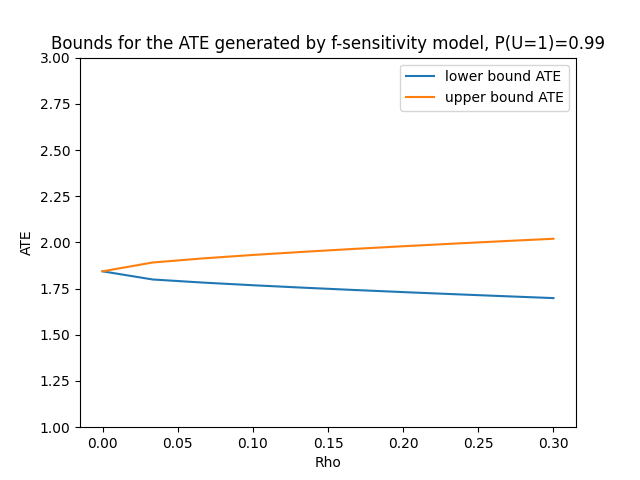 Bounds for the ATE generated by f-sensitivity model, P(U=1)=0.99
lower bound ATE
upper bound ATE
3.00
2.75
2.50
2.25
2.00
1.75
1.50
1.25
1.00
ATE
0.00 0.05 0.10 0.15 0.20 0.25 0.30
Rho